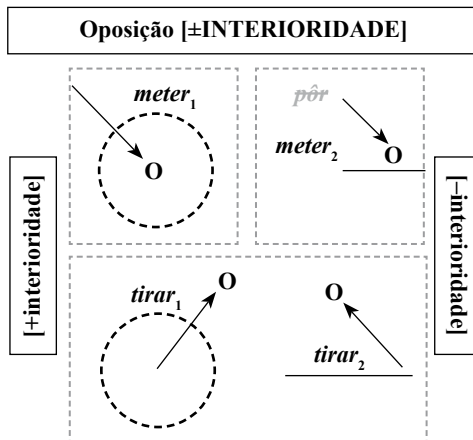 Oposição [±INTERIORIDADE]
meter₁
O
pôr
meter₂
O
[+interioridade]
[–interioridade]
tirar₁
O
O
tirar₂